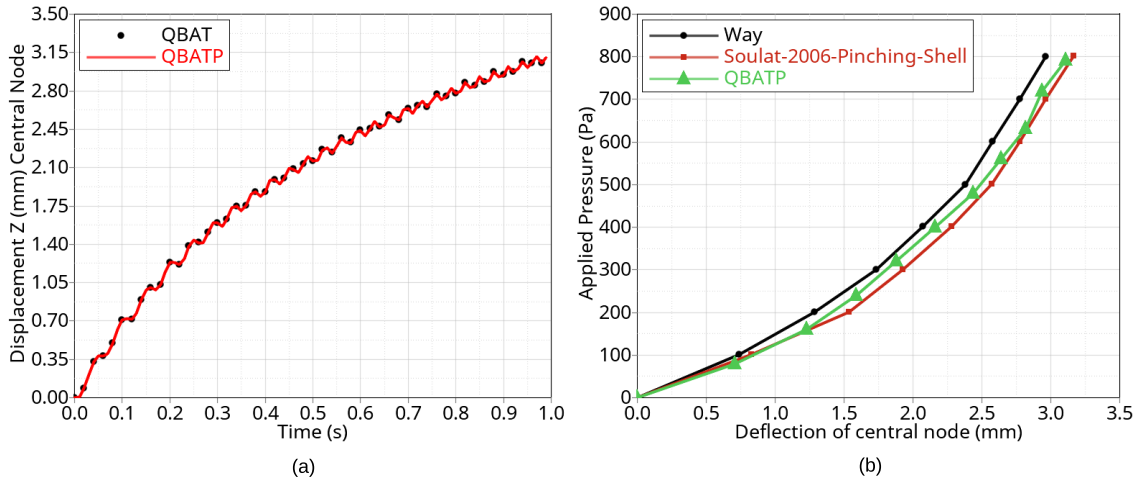 3.50
3.15
2.80
2.45
2.10
1.75
1.40
1.05
0.70
0.35
0.00
Displacement Z (mm) Central Node
QBAT
QBATP
0.0 0.1 0.2 0.3 0.4 0.5 0.6 0.7 0.8 0.9 1.0
Time (s)
(a)
900
800
700
600
500
400
300
200
100
0
Applied Pressure (Pa)
Way
Soulat-2006-Pinching-Shell
QBATP
0.0 0.5 1.0 1.5 2.0 2.5 3.0 3.5
Deflection of central node (mm)
(b)